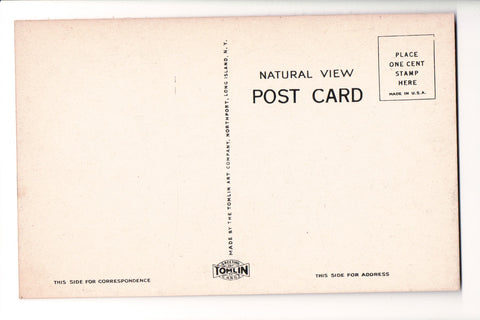 NATURAL VIEW
POST CARD
PLACE
ONE CENT
STAMP
HERE
MADE IN U.S.A.
MADE BY THE TOMLIN ART COMPANY, NORTHPORT, LONG ISLAND, N.Y.
GREETING
TOMLIN
CARDS
THIS SIDE FOR CORRESPONDENCE
THIS SIDE FOR ADDRESS